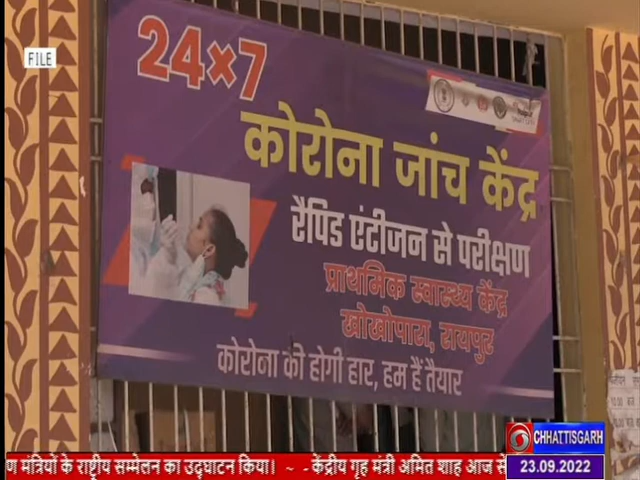 FILE
24×7
कोरोना जांच केंद्र
रैपिड एंटीजन से परीक्षण
प्राथमिक स्वास्थ्य केंद्र
खोखोपारा, रायपुर
कोरोना की होगी हार, हम हैं तैयार
ण मंत्रियों के राष्ट्रीय सम्मेलन का उद्घाटन किया। ~ ~ -केंद्रीय गृह मंत्री अमित शाह आज से
CHHATTISGARH
23.09.2022